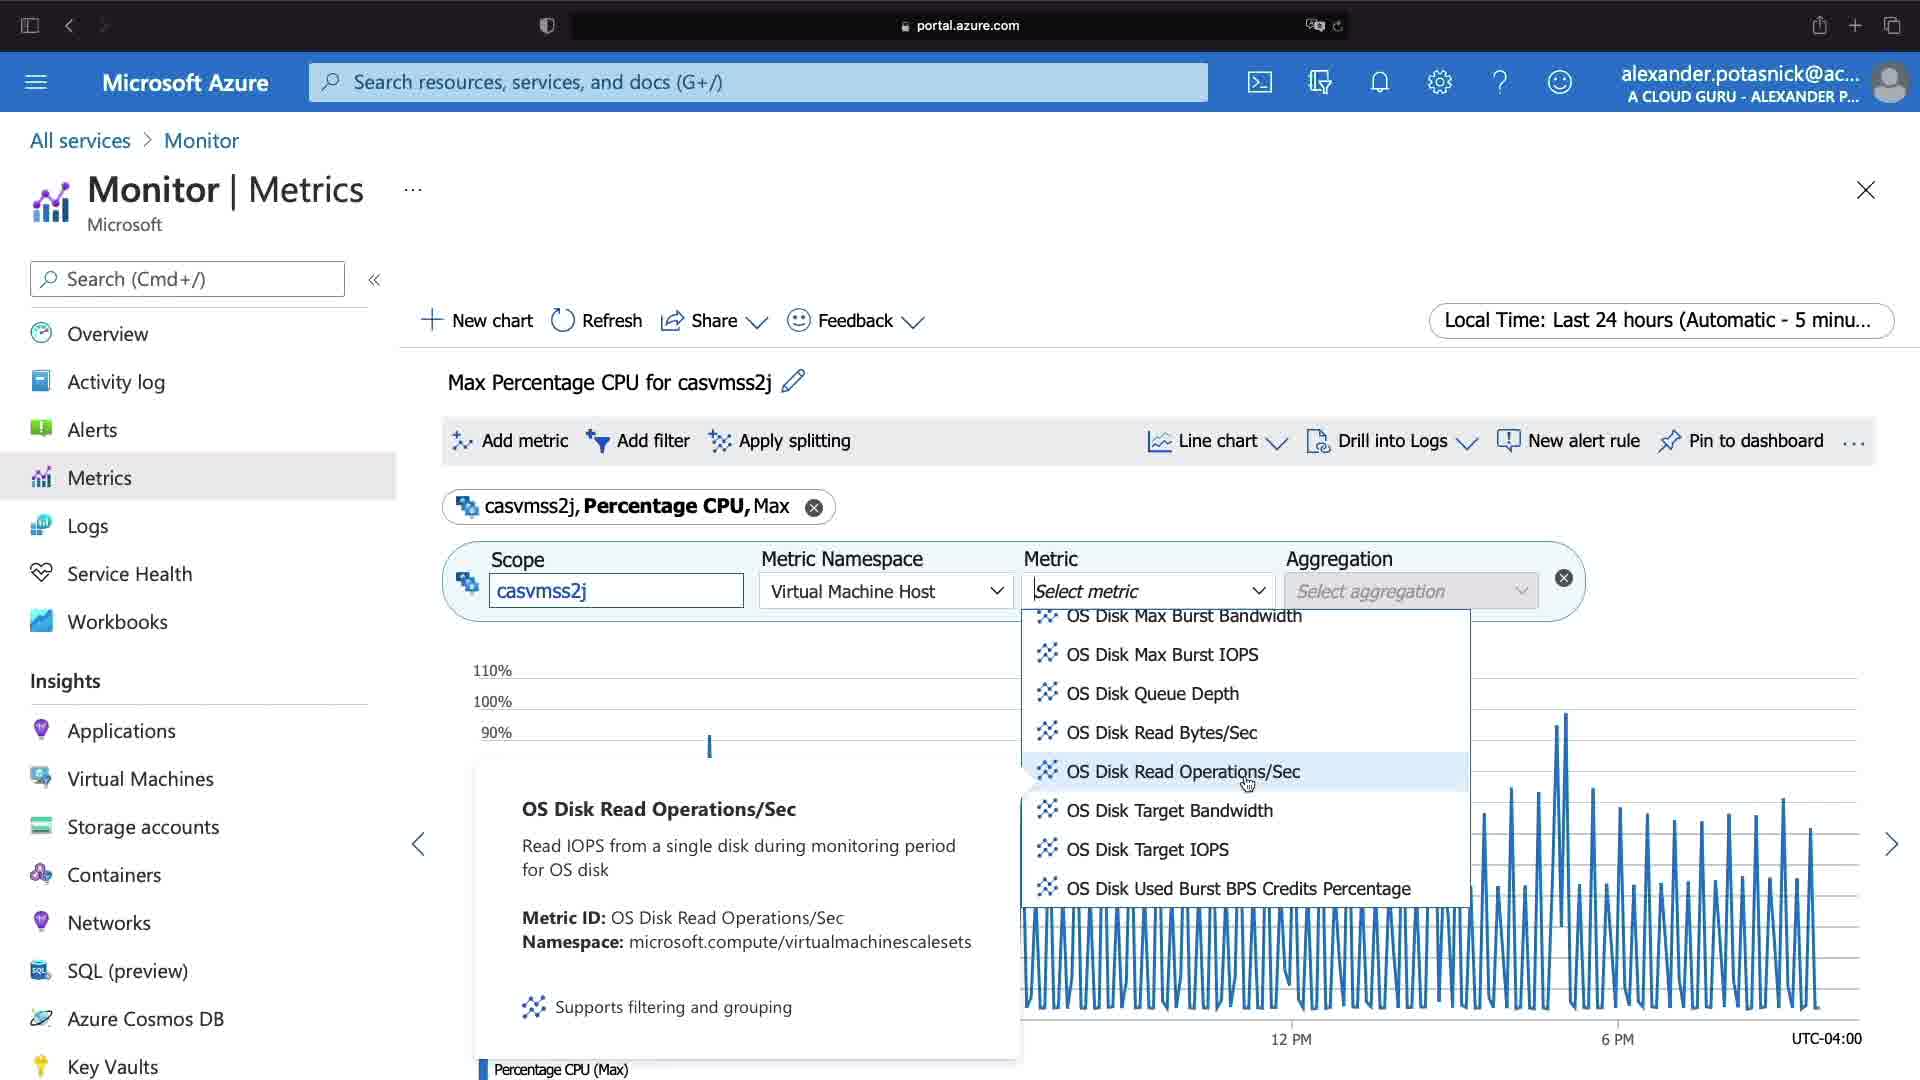 portal.azure.com
Microsoft Azure
Search resources, services, and docs (G+/)
alexander.potasnick@ac...
A CLOUD GURU - ALEXANDER P...
All services > Monitor
Monitor | Metrics ...
Microsoft
Search (Cmd+/)
«
Overview
Activity log
Alerts
Metrics
Logs
Service Health
Workbooks
Insights
Applications
Virtual Machines
Storage accounts
Containers
Networks
SQL (preview)
Azure Cosmos DB
Key Vaults
New chart Refresh Share Feedback
Local Time: Last 24 hours (Automatic - 5 minu...
Max Percentage CPU for casvmss2j
Add metric Add filter Apply splitting Line chart Drill into Logs New alert rule Pin to dashboard ...
casvmss2j, Percentage CPU, Max
Scope Metric Namespace Metric Aggregation
casvmss2j Virtual Machine Host Select metric Select aggregation
OS Disk Max Burst Bandwidth
OS Disk Max Burst IOPS
OS Disk Queue Depth
OS Disk Read Bytes/Sec
OS Disk Read Operations/Sec
OS Disk Target Bandwidth
OS Disk Target IOPS
OS Disk Used Burst BPS Credits Percentage
110%
100%
90%
OS Disk Read Operations/Sec
Read IOPS from a single disk during monitoring period
for OS disk
Metric ID: OS Disk Read Operations/Sec
Namespace: microsoft.compute/virtualmachinescalesets
Supports filtering and grouping
12 PM 6 PM UTC-04:00
Percentage CPU (Max)